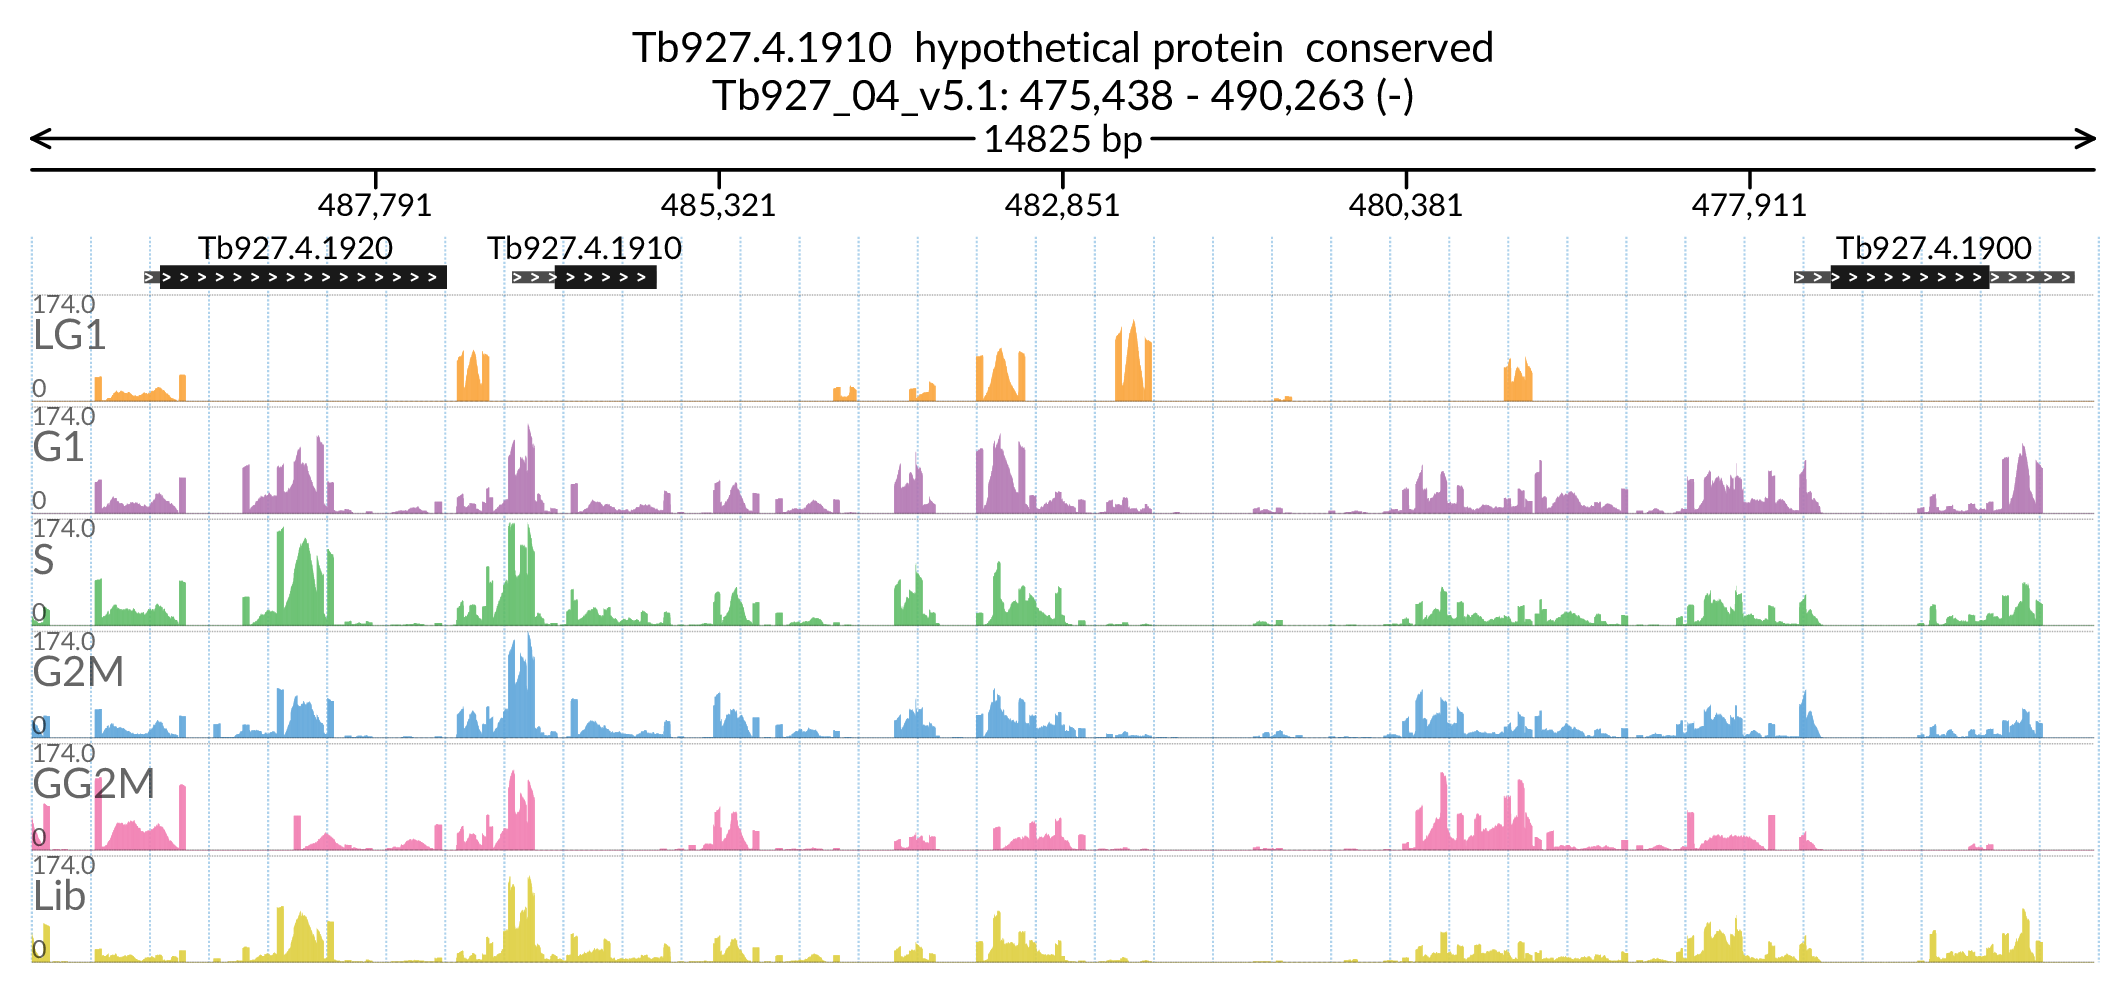 Tb927.4.1910 hypothetical protein conserved
Tb927_04_v5.1: 475,438 - 490,263 (-)
14825 bp
487,791 485,321 482,851 480,381 477,911
Tb927.4.1920 Tb927.4.1910 Tb927.4.1900
174.0
LG1
0
174.0
G1
0
174.0
S
0
174.0
G2M
0
174.0
GG2M
0
174.0
Lib
0